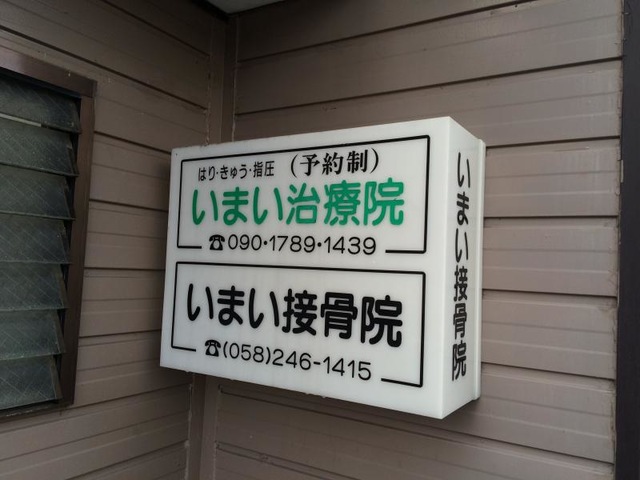 はり・きゅう・指圧 (予約制)
いまい治療院
☎090・1789・1439
いまい接骨院
☎(058)246-1415
いまい接骨院